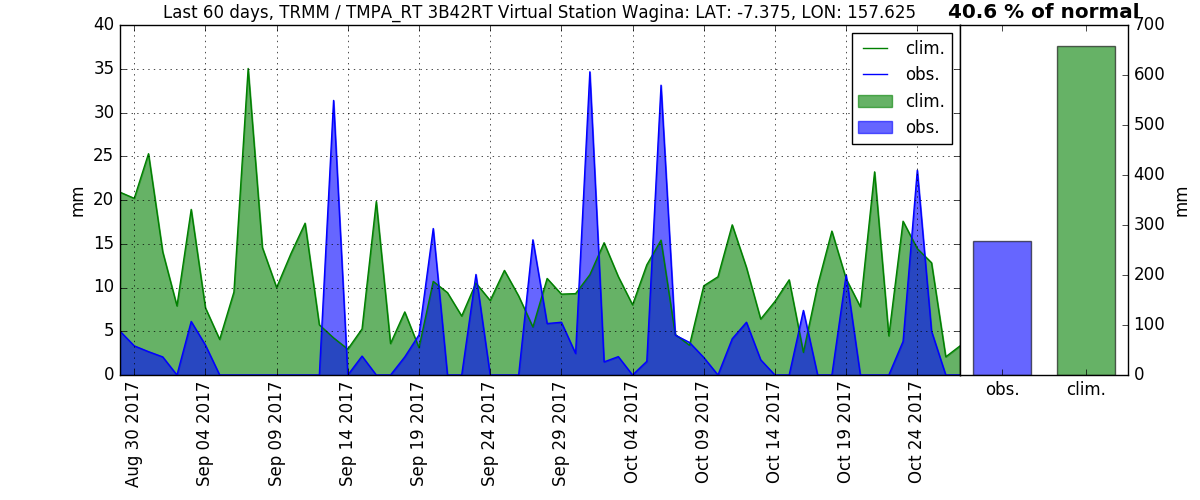 Last 60 days, TRMM / TMPA_RT 3B42RT Virtual Station Wagina: LAT: -7.375, LON: 157.625
40.6 % of normal
40
35
30
25
20
15
10
5
0
mm
clim.
obs.
clim.
obs.
700
600
500
400
300
200
100
0
mm
obs.
clim.
Aug 30 2017
Sep 04 2017
Sep 09 2017
Sep 14 2017
Sep 19 2017
Sep 24 2017
Sep 29 2017
Oct 04 2017
Oct 09 2017
Oct 14 2017
Oct 19 2017
Oct 24 2017